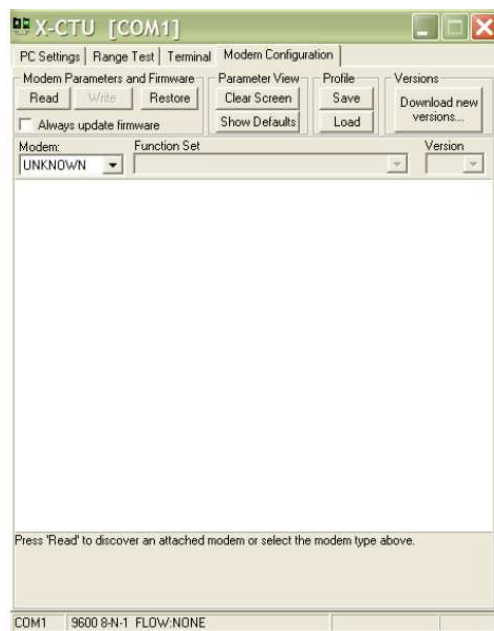 X-CTU [COM1]
PC Settings Range Test Terminal Modem Configuration
Modem Parameters and Firmware Parameter View Profile Versions
Read Write Restore Clear Screen Save Download new versions...
Always update firmware Show Defaults Load
Modem: Function Set Version
UNKNOWN
Press 'Read' to discover an attached modem or select the modem type above.
COM1 9600 8-N-1 FLOW:NONE